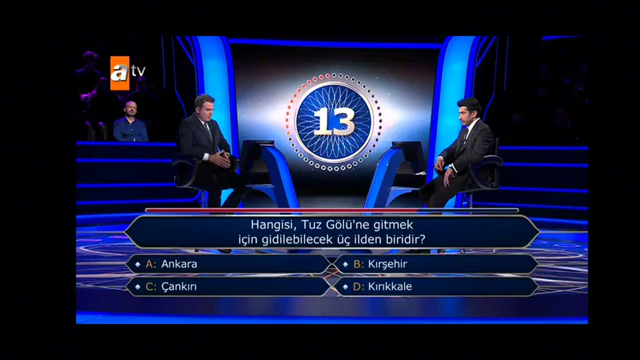 atv
13
Hangisi, Tuz Gölü'ne gitmek
için gidilebilecek üç ilden biridir?
A: Ankara
B: Kırşehir
C: Çankırı
D: Kırıkkale